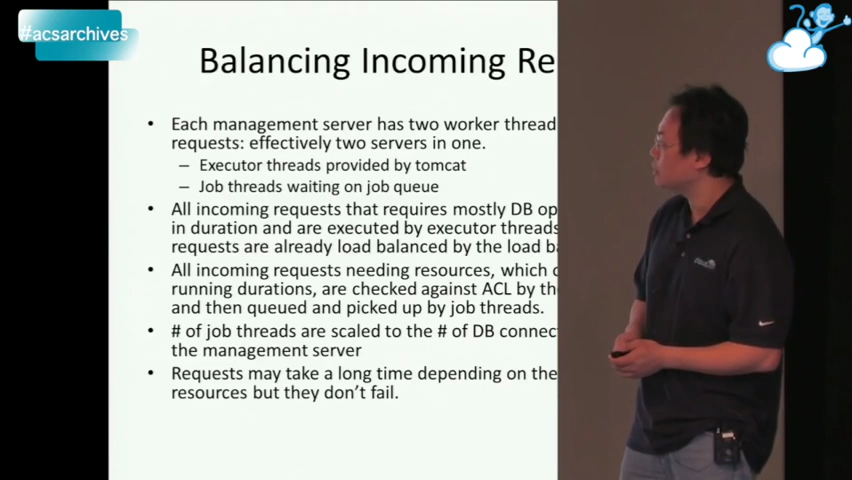 #acsarchives
Balancing Incoming Re
• Each management server has two worker thread
requests: effectively two servers in one.
– Executor threads provided by tomcat
– Job threads waiting on job queue
• All incoming requests that requires mostly DB op
in duration and are executed by executor threads
requests are already load balanced by the load b
• All incoming requests needing resources, which
running durations, are checked against ACL by the
and then queued and picked up by job threads.
• # of job threads are scaled to the # of DB connect
the management server
• Requests may take a long time depending on the
resources but they don’t fail.